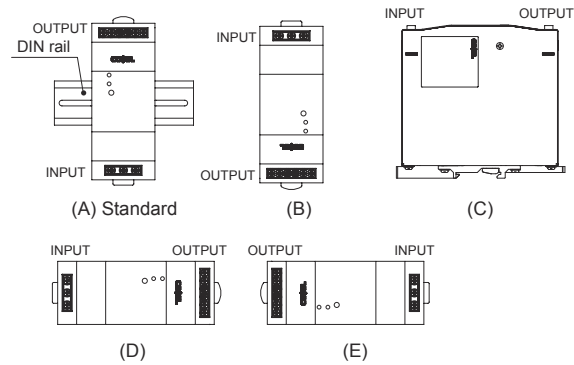 OUTPUT
DIN rail
INPUT
(A) Standard
INPUT
OUTPUT
(B)
INPUT OUTPUT
(C)
INPUT OUTPUT
(D)
OUTPUT INPUT
(E)